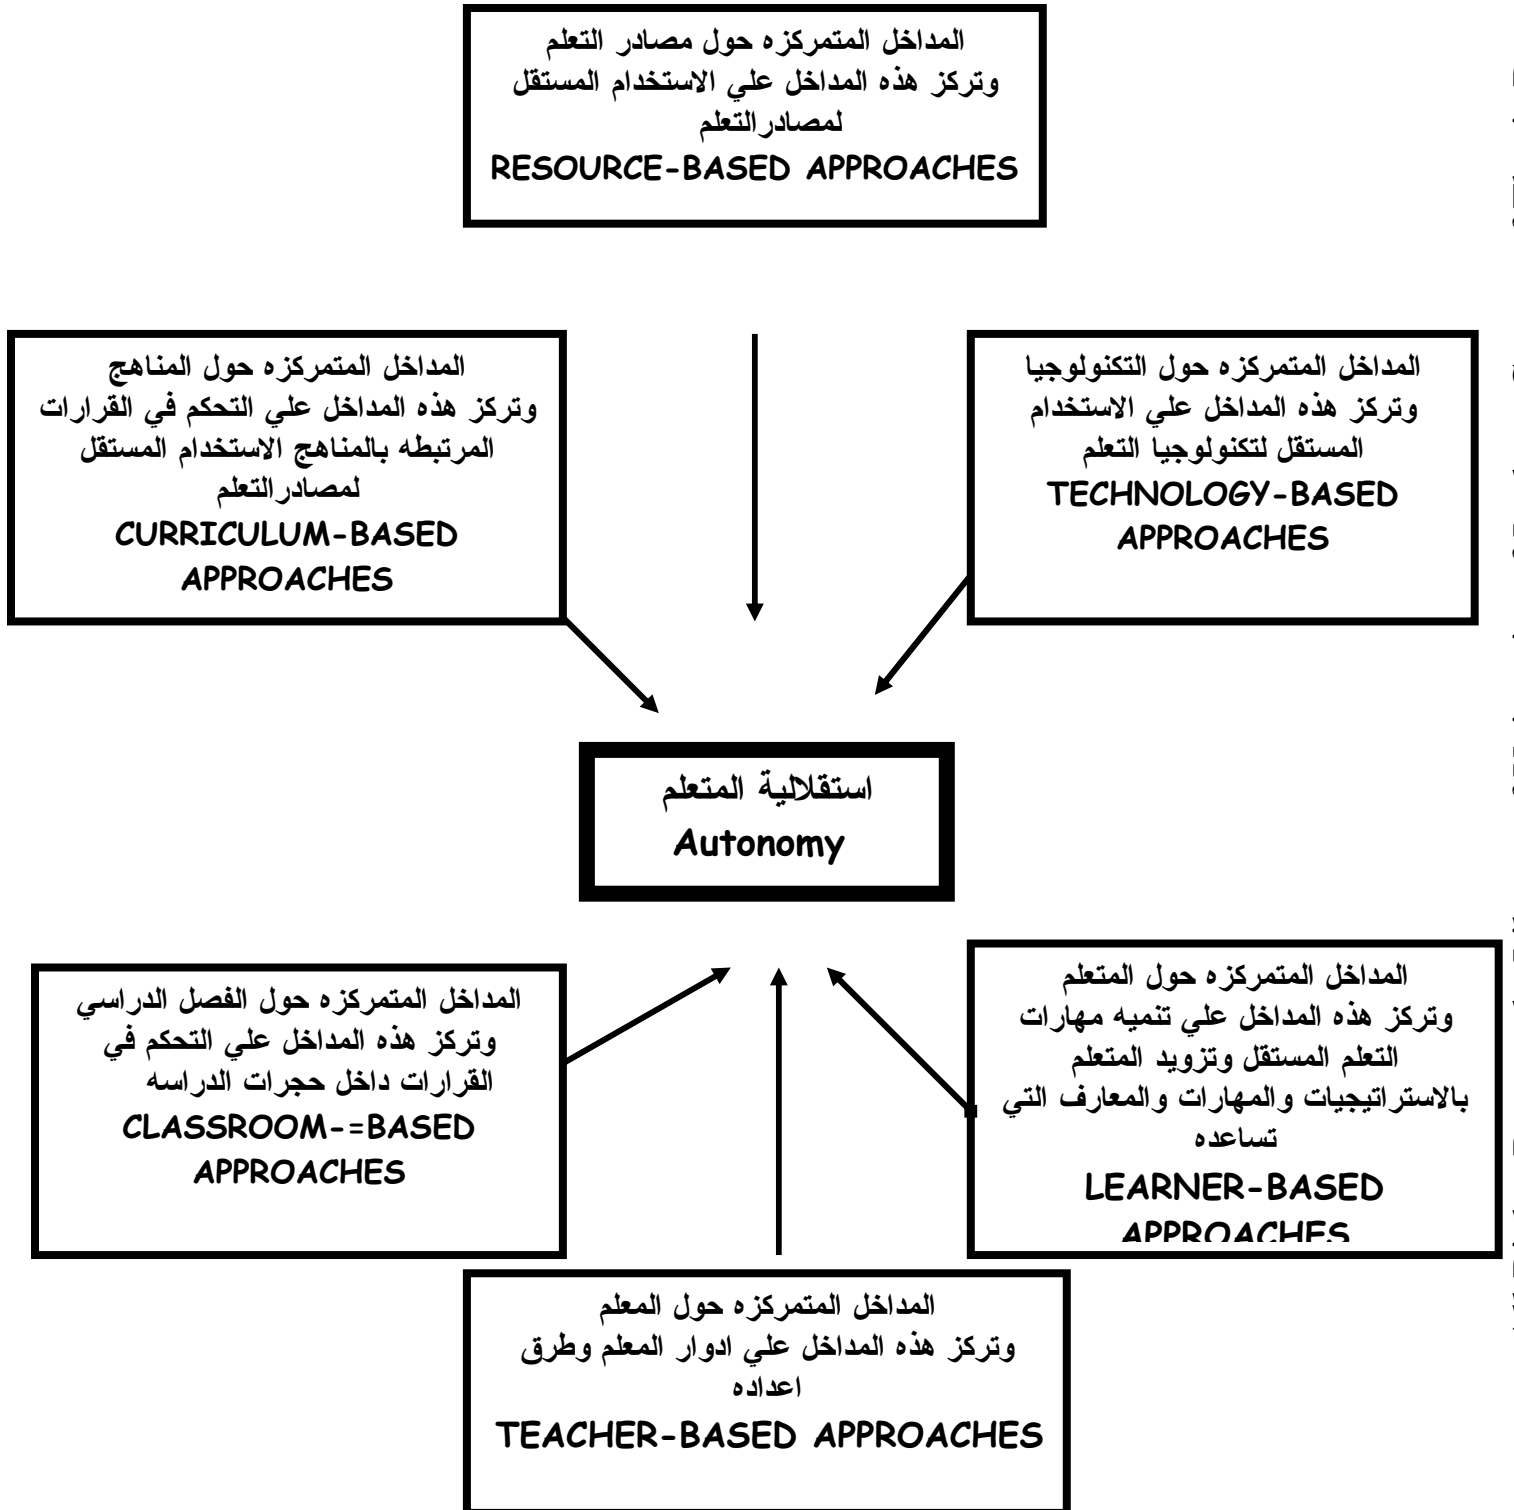 المداخل المتمركزه حول مصادر التعلم
وتركز هذه المداخل علي الاستخدام المستقل
لمصادرالتعلم
RESOURCE-BASED APPROACHES
المداخل المتمركزه حول المناهج
وتركز هذه المداخل علي التحكم في القرارات
المرتبطه بالمناهج الاستخدام المستقل
لمصادرالتعلم
CURRICULUM-BASED
APPROACHES
المداخل المتمركزه حول التكنولوجيا
وتركز هذه المداخل علي الاستخدام
المستقل لتكنولوجيا التعلم
TECHNOLOGY-BASED
APPROACHES
استقلالية المتعلم
Autonomy
المداخل المتمركزه حول الفصل الدراسي
وتركز هذه المداخل علي التحكم في
القرارات داخل حجرات الدراسه
CLASSROOM-=BASED
APPROACHES
المداخل المتمركزه حول المتعلم
وتركز هذه المداخل علي تنميه مهارات
التعلم المستقل وتزويد المتعلم
بالاستراتيجيات والمهارات والمعارف التي
تساعده
LEARNER-BASED
APPROACHES
المداخل المتمركزه حول المعلم
وتركز هذه المداخل علي ادوار المعلم وطرق
اعداده
TEACHER-BASED APPROACHES